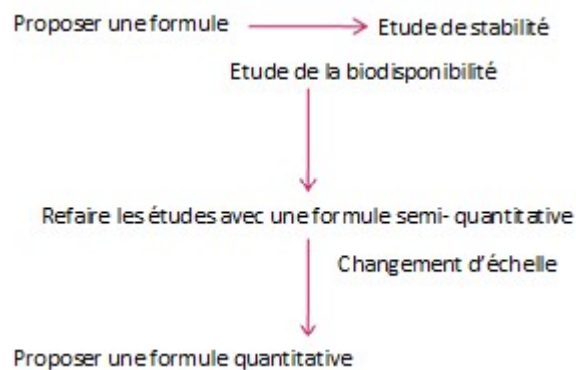 Proposer une formule
Etude de stabilité
Etude de la biodisponibilité
Refaire les études avec une formule semi- quantitative
Changement d'échelle
Proposer une formule quantitative